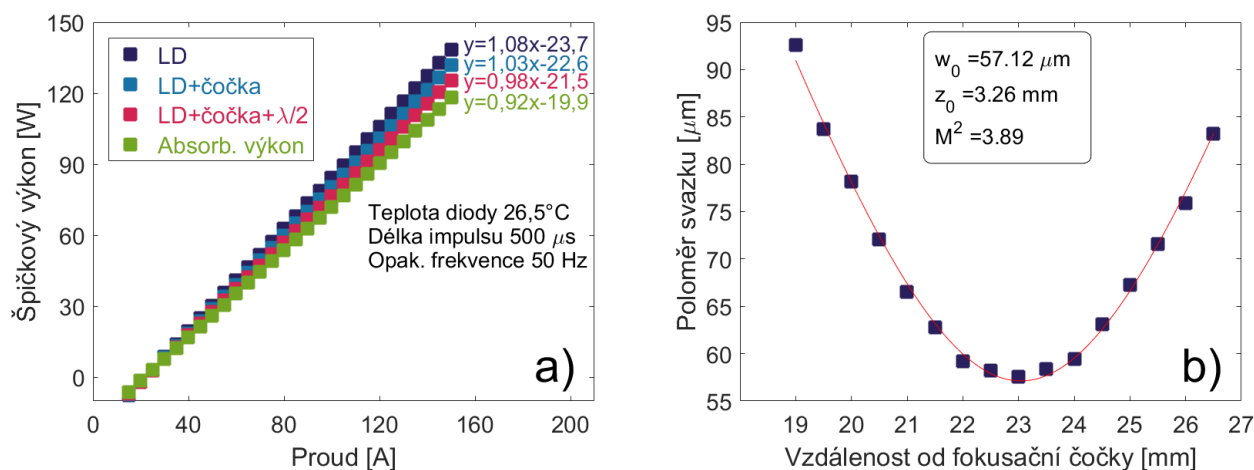 Špičkový výkon [W]
150
120
90
60
30
0
LD
LD+čočka
LD+čočka+λ/2
Absorb. výkon
y=1,08x-23,7
y=1,03x-22,6
y=0,98x-21,5
y=0,92x-19,9
Teplota diody 26,5°C
Délka impulsu 500 μs
Opak. frekvence 50 Hz
a)
0 40 80 120 160 200
Proud [A]
Poloměr svazku [μm]
95
90
85
80
75
70
65
60
55
w0 =57.12 μm
z0 =3.26 mm
M² =3.89
b)
19 20 21 22 23 24 25 26 27
Vzdálenost od fokusační čočky [mm]